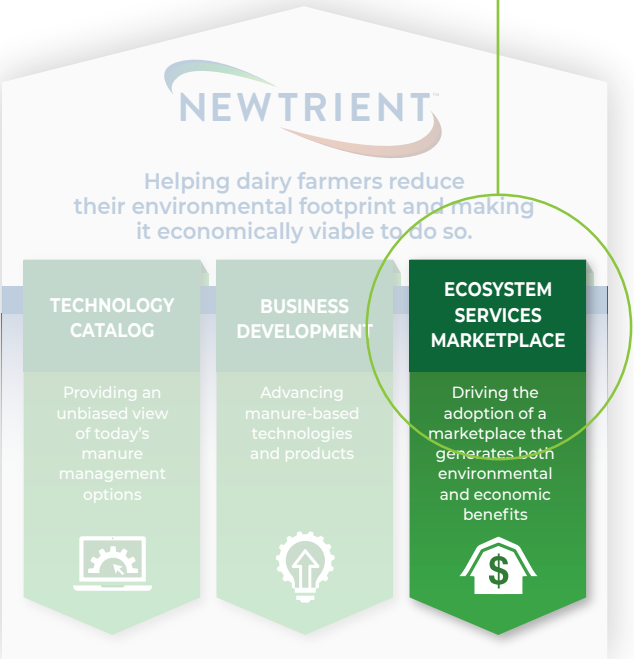 NEWTRIENT™
Helping dairy farmers reduce
their environmental footprint and making
it economically viable to do so.
TECHNOLOGY
CATALOG
Providing an
unbiased view
of today's
manure
management
options
BUSINESS
DEVELOPMENT
Advancing
manure-based
technologies
and products
ECOSYSTEM
SERVICES
MARKETPLACE
Driving the
adoption of a
marketplace that
generates both
environmental
and economic
benefits
$